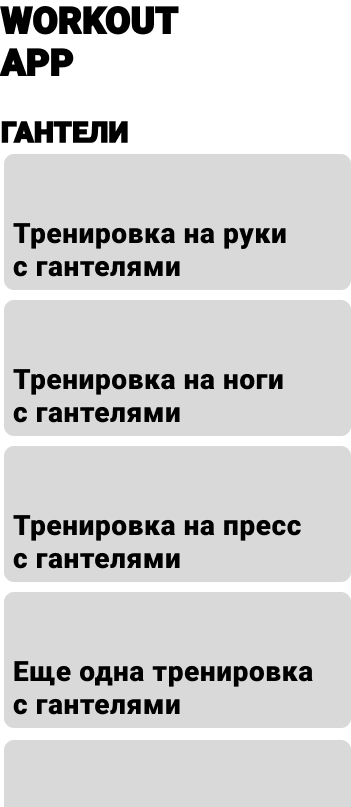 WORKOUT
APP
ГАНТЕЛИ
Тренировка на руки
с гантелями
Тренировка на ноги
с гантелями
Тренировка на пресс
с гантелями
Еще одна тренировка
с гантелями